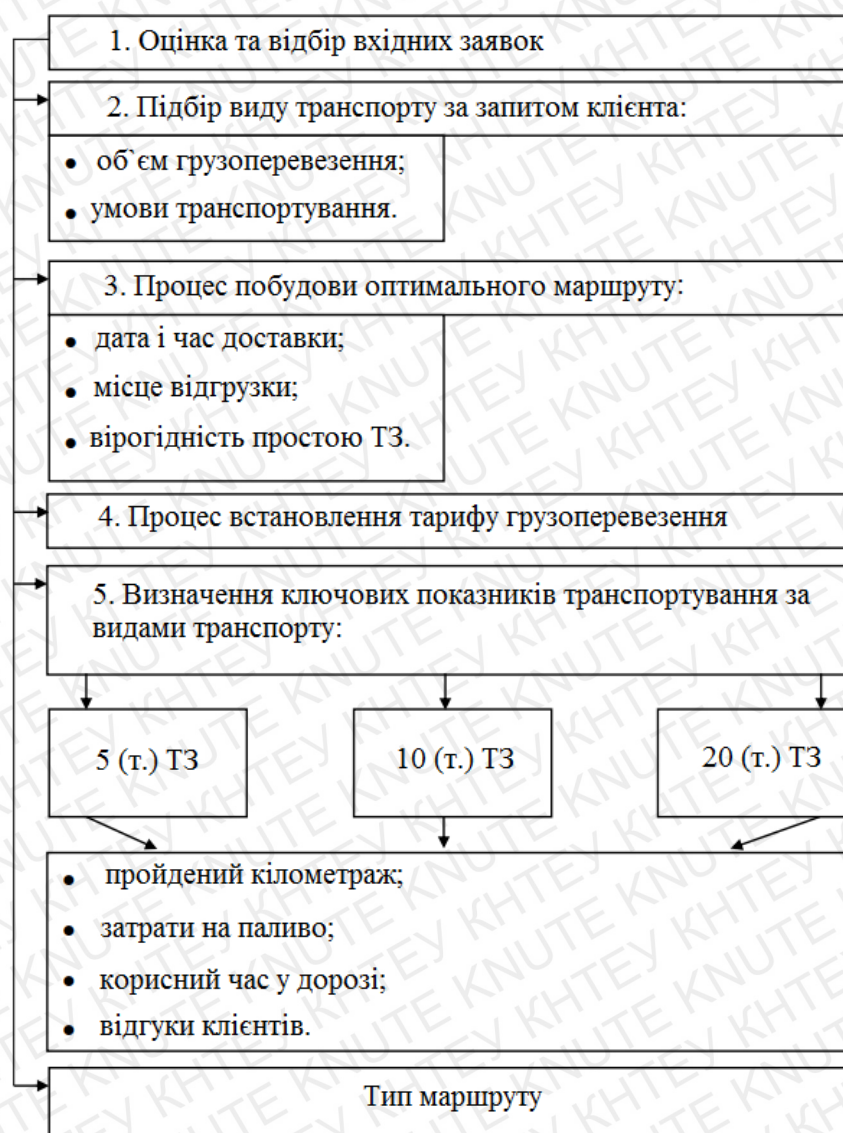 1. Оцінка та відбір вхідних заявок
2. Підбір виду транспорту за запитом клієнта:
• об`єм грузоперевезення;
• умови транспортування.
3. Процес побудови оптимального маршруту:
• дата і час доставки;
• місце відгрузки;
• вірогідність простою ТЗ.
4. Процес встановлення тарифу грузоперевезення
5. Визначення ключових показників транспортування за
видами транспорту:
5 (т.) ТЗ 10 (т.) ТЗ 20 (т.) ТЗ
• пройдений кілометраж;
• затрати на паливо;
• корисний час у дорозі;
• відгуки клієнтів.
Тип маршруту